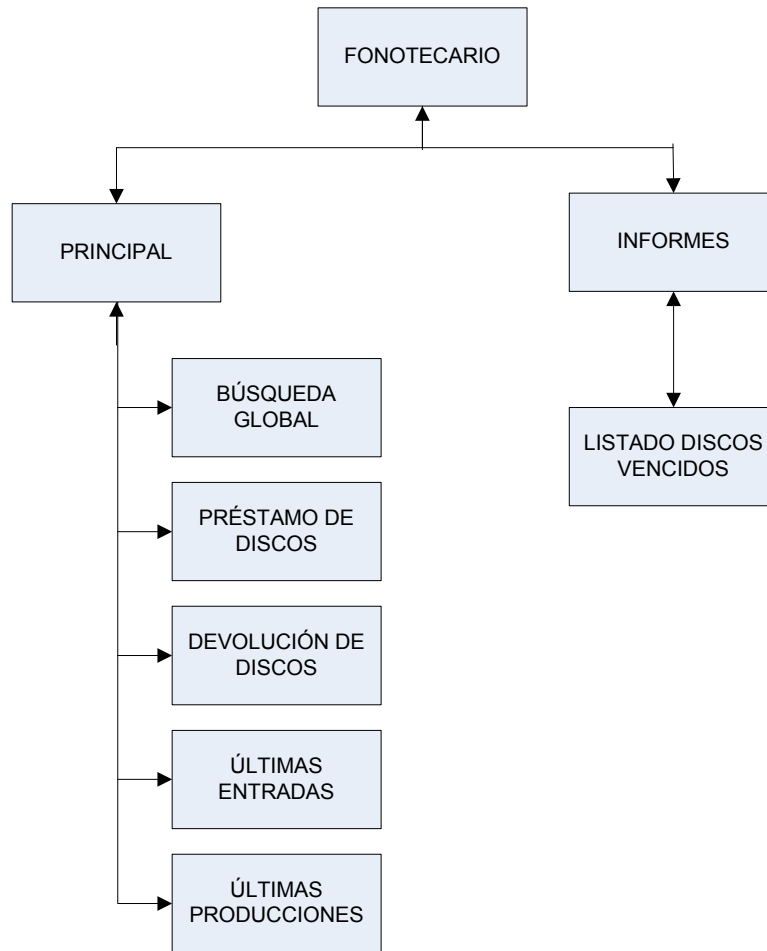 FONOTECARIO
PRINCIPAL
INFORMES
BÚSQUEDA
GLOBAL
LISTADO DISCOS
VENCIDOS
PRÉSTAMO DE
DISCOS
DEVOLUCIÓN DE
DISCOS
ÚLTIMAS
ENTRADAS
ÚLTIMAS
PRODUCCIONES